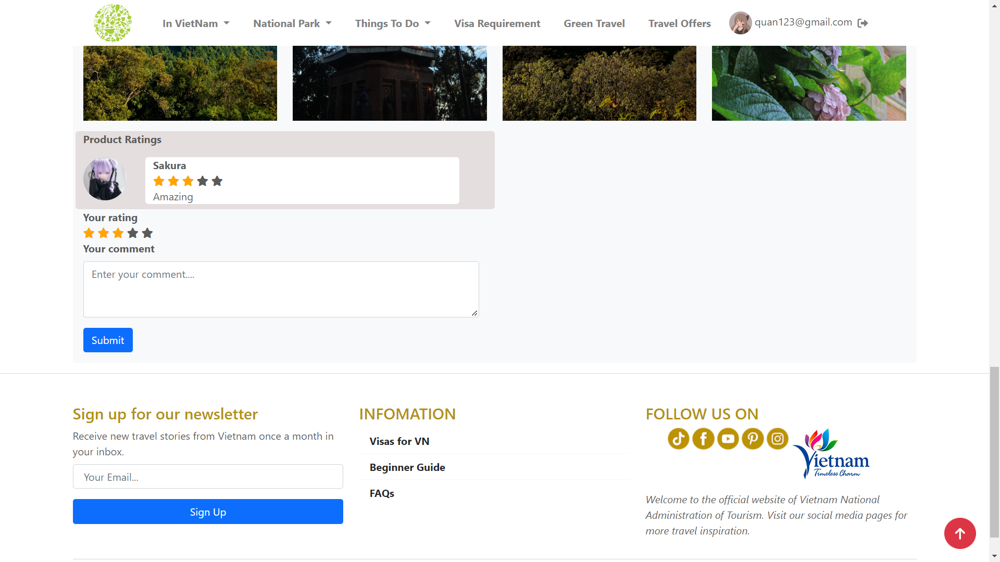 In VietNam
National Park
Things To Do
Visa Requirement
Green Travel
Travel Offers
quan123@gmail.com
Product Ratings
Sakura
Amazing
Your rating
Your comment
Enter your comment....
Submit
Sign up for our newsletter
Receive new travel stories from Vietnam once a month in
your inbox.
Your Email...
Sign Up
INFOMATION
Visas for VN
Beginner Guide
FAQs
FOLLOW US ON
Vietnam
Timeless Charm
Welcome to the official website of Vietnam National
Administration of Tourism. Visit our social media pages for
more travel inspiration.